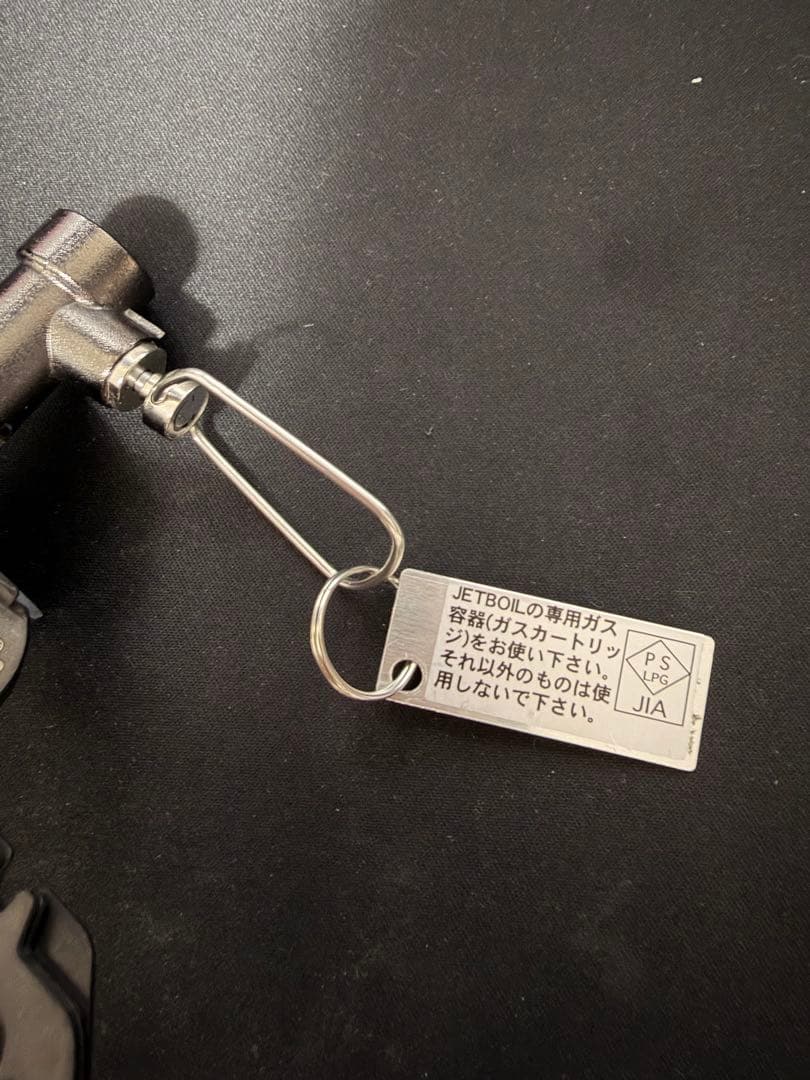 JETBOILの専用ガス
容器(ガスカートリッ
ジ)をお使い下さい。
それ以外のものは使
用しないで下さい。
PS
LPG
JIA